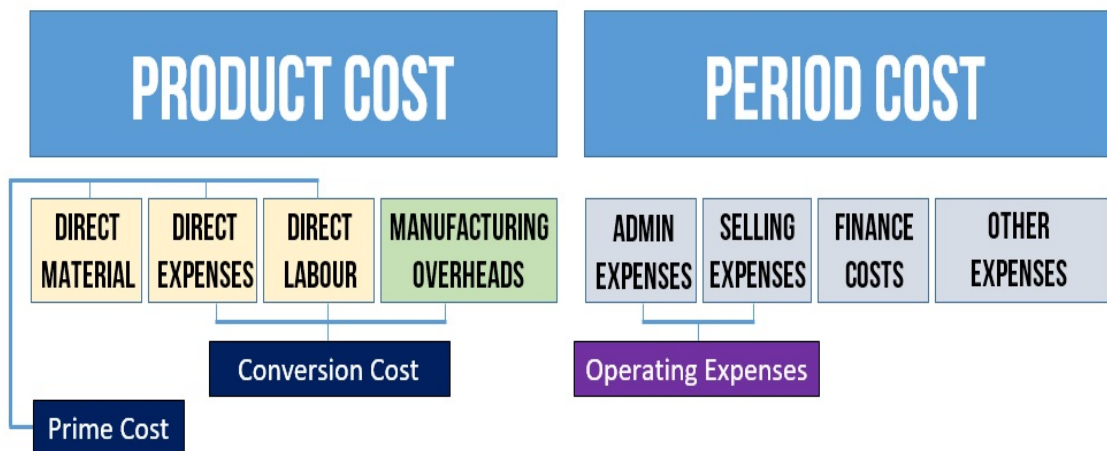 PRODUCT COST
PERIOD COST
DIRECT
MATERIAL
DIRECT
EXPENSES
DIRECT
LABOUR
MANUFACTURING
OVERHEADS
ADMIN
EXPENSES
SELLING
EXPENSES
FINANCE
COSTS
OTHER
EXPENSES
Conversion Cost
Operating Expenses
Prime Cost